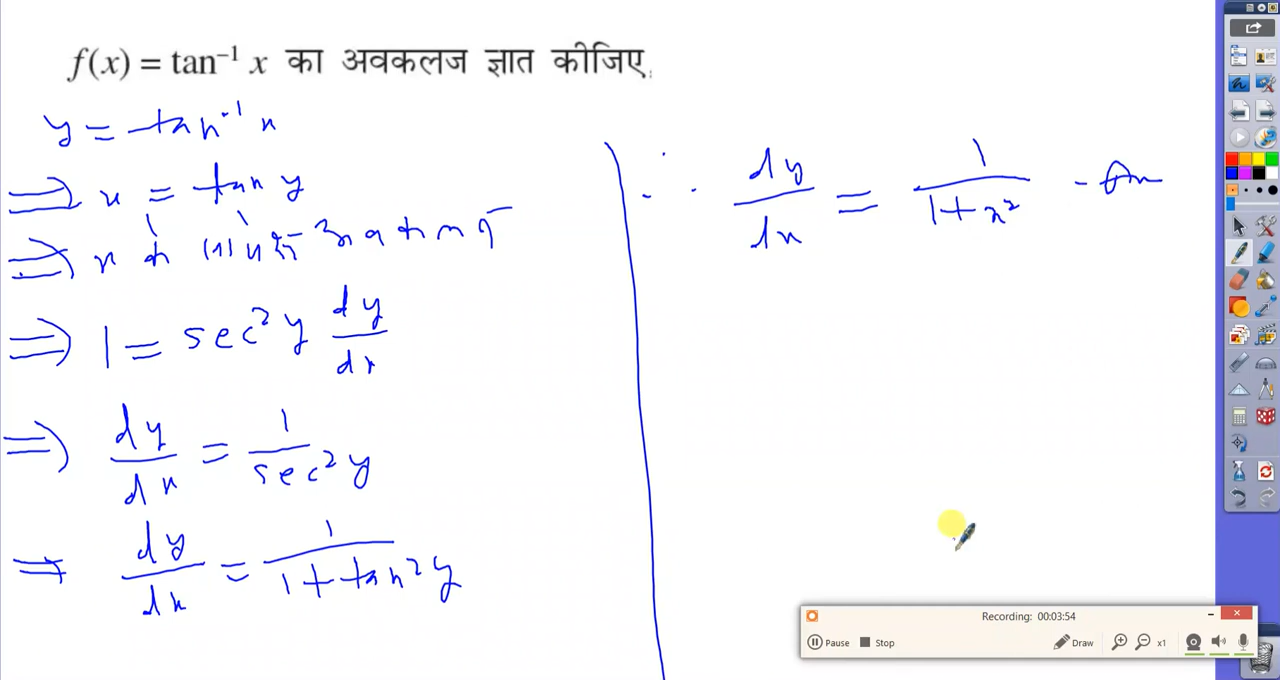 f(x) = tan⁻¹ x का अवकलज ज्ञात कीजिए.
y = tan⁻¹ x
⇒ x = tan y
⇒ x के सापेक्ष अवकलन से
⇒ 1 = sec² y dy/dx
⇒ dy/dx = 1/sec² y
⇒ dy/dx = 1/(1 + tan² y)
∴ dy/dx = 1/(1 + x²) - An
Recording: 00:03:54
Pause Stop Draw x1